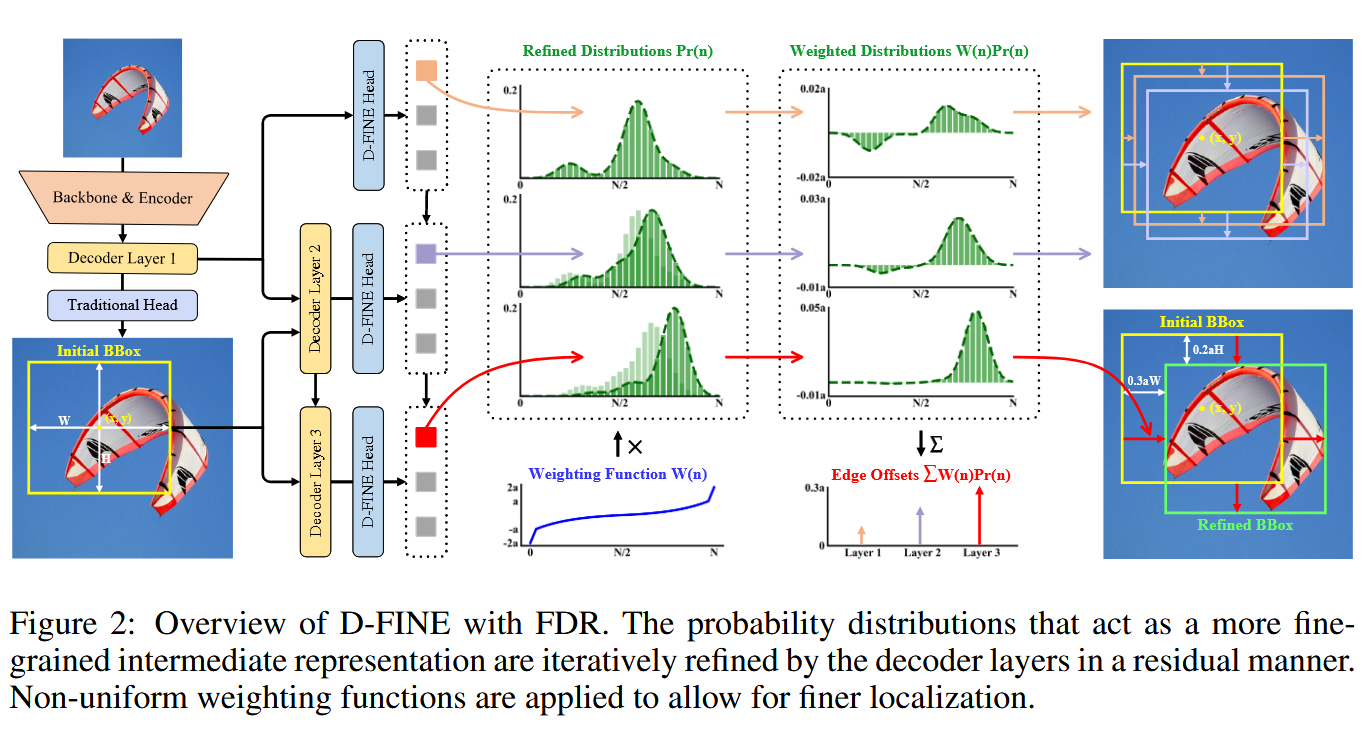 Refined Distributions Pr(n)
Weighted Distributions W(n)Pr(n)
Backbone & Encoder
Decoder Layer 1
Traditional Head
Initial BBox
W
(x, y)
H
D-FINE Head
Decoder Layer 2
D-FINE Head
Decoder Layer 3
D-FINE Head
0.2
0
N/2
N
0.2
0
N/2
N
0.2
0
N/2
N
0.02a
-0.02a
0
N/2
N
0.03a
-0.01a
0
N/2
N
0.05a
-0.01a
0
N/2
N
×
Σ
Weighting Function W(n)
2a
a
-a
-2a
0
N/2
N
Edge Offsets ∑W(n)Pr(n)
0.3a
0
Layer 1
Layer 2
Layer 3
(x, y)
Initial BBox
0.2aH
0.3aW
(x, y)
Refined BBox
Figure 2: Overview of D-FINE with FDR. The probability distributions that act as a more fine-
grained intermediate representation are iteratively refined by the decoder layers in a residual manner.
Non-uniform weighting functions are applied to allow for finer localization.